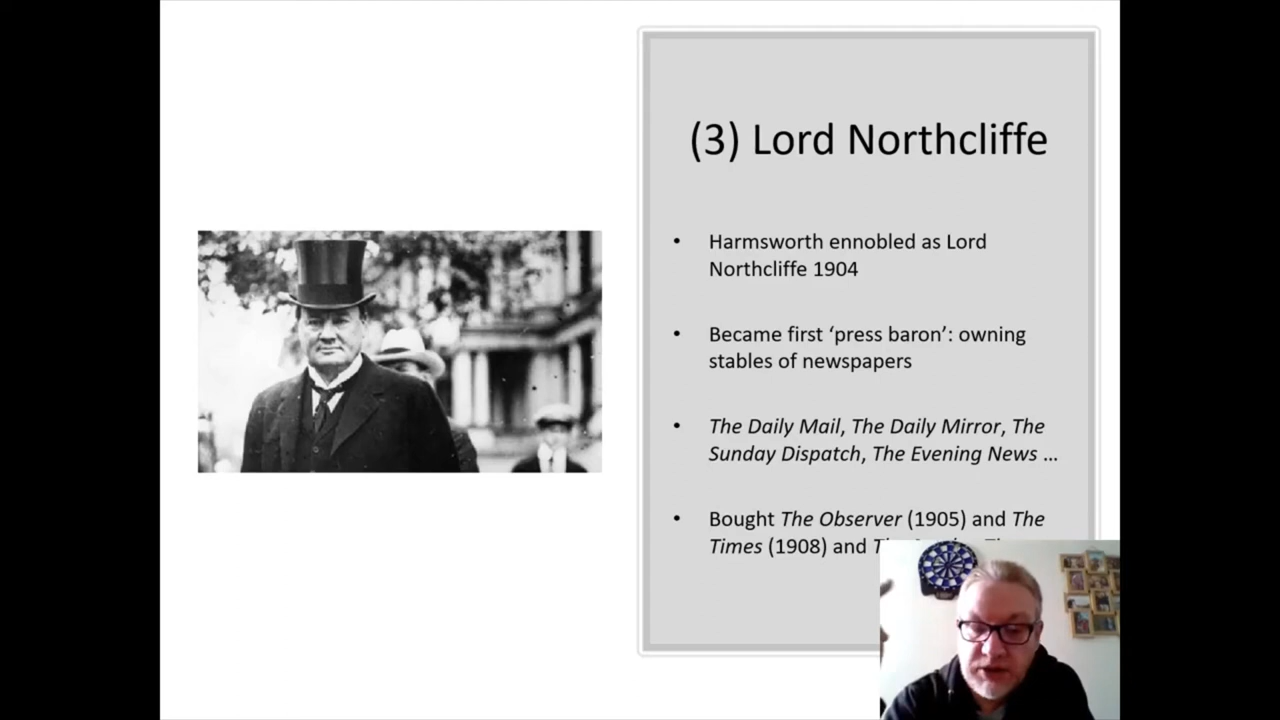 (3) Lord Northcliffe
• Harmsworth ennobled as Lord
Northcliffe 1904
• Became first ‘press baron’: owning
stables of newspapers
• The Daily Mail, The Daily Mirror, The
Sunday Dispatch, The Evening News ...
• Bought The Observer (1905) and The
Times (1908) and